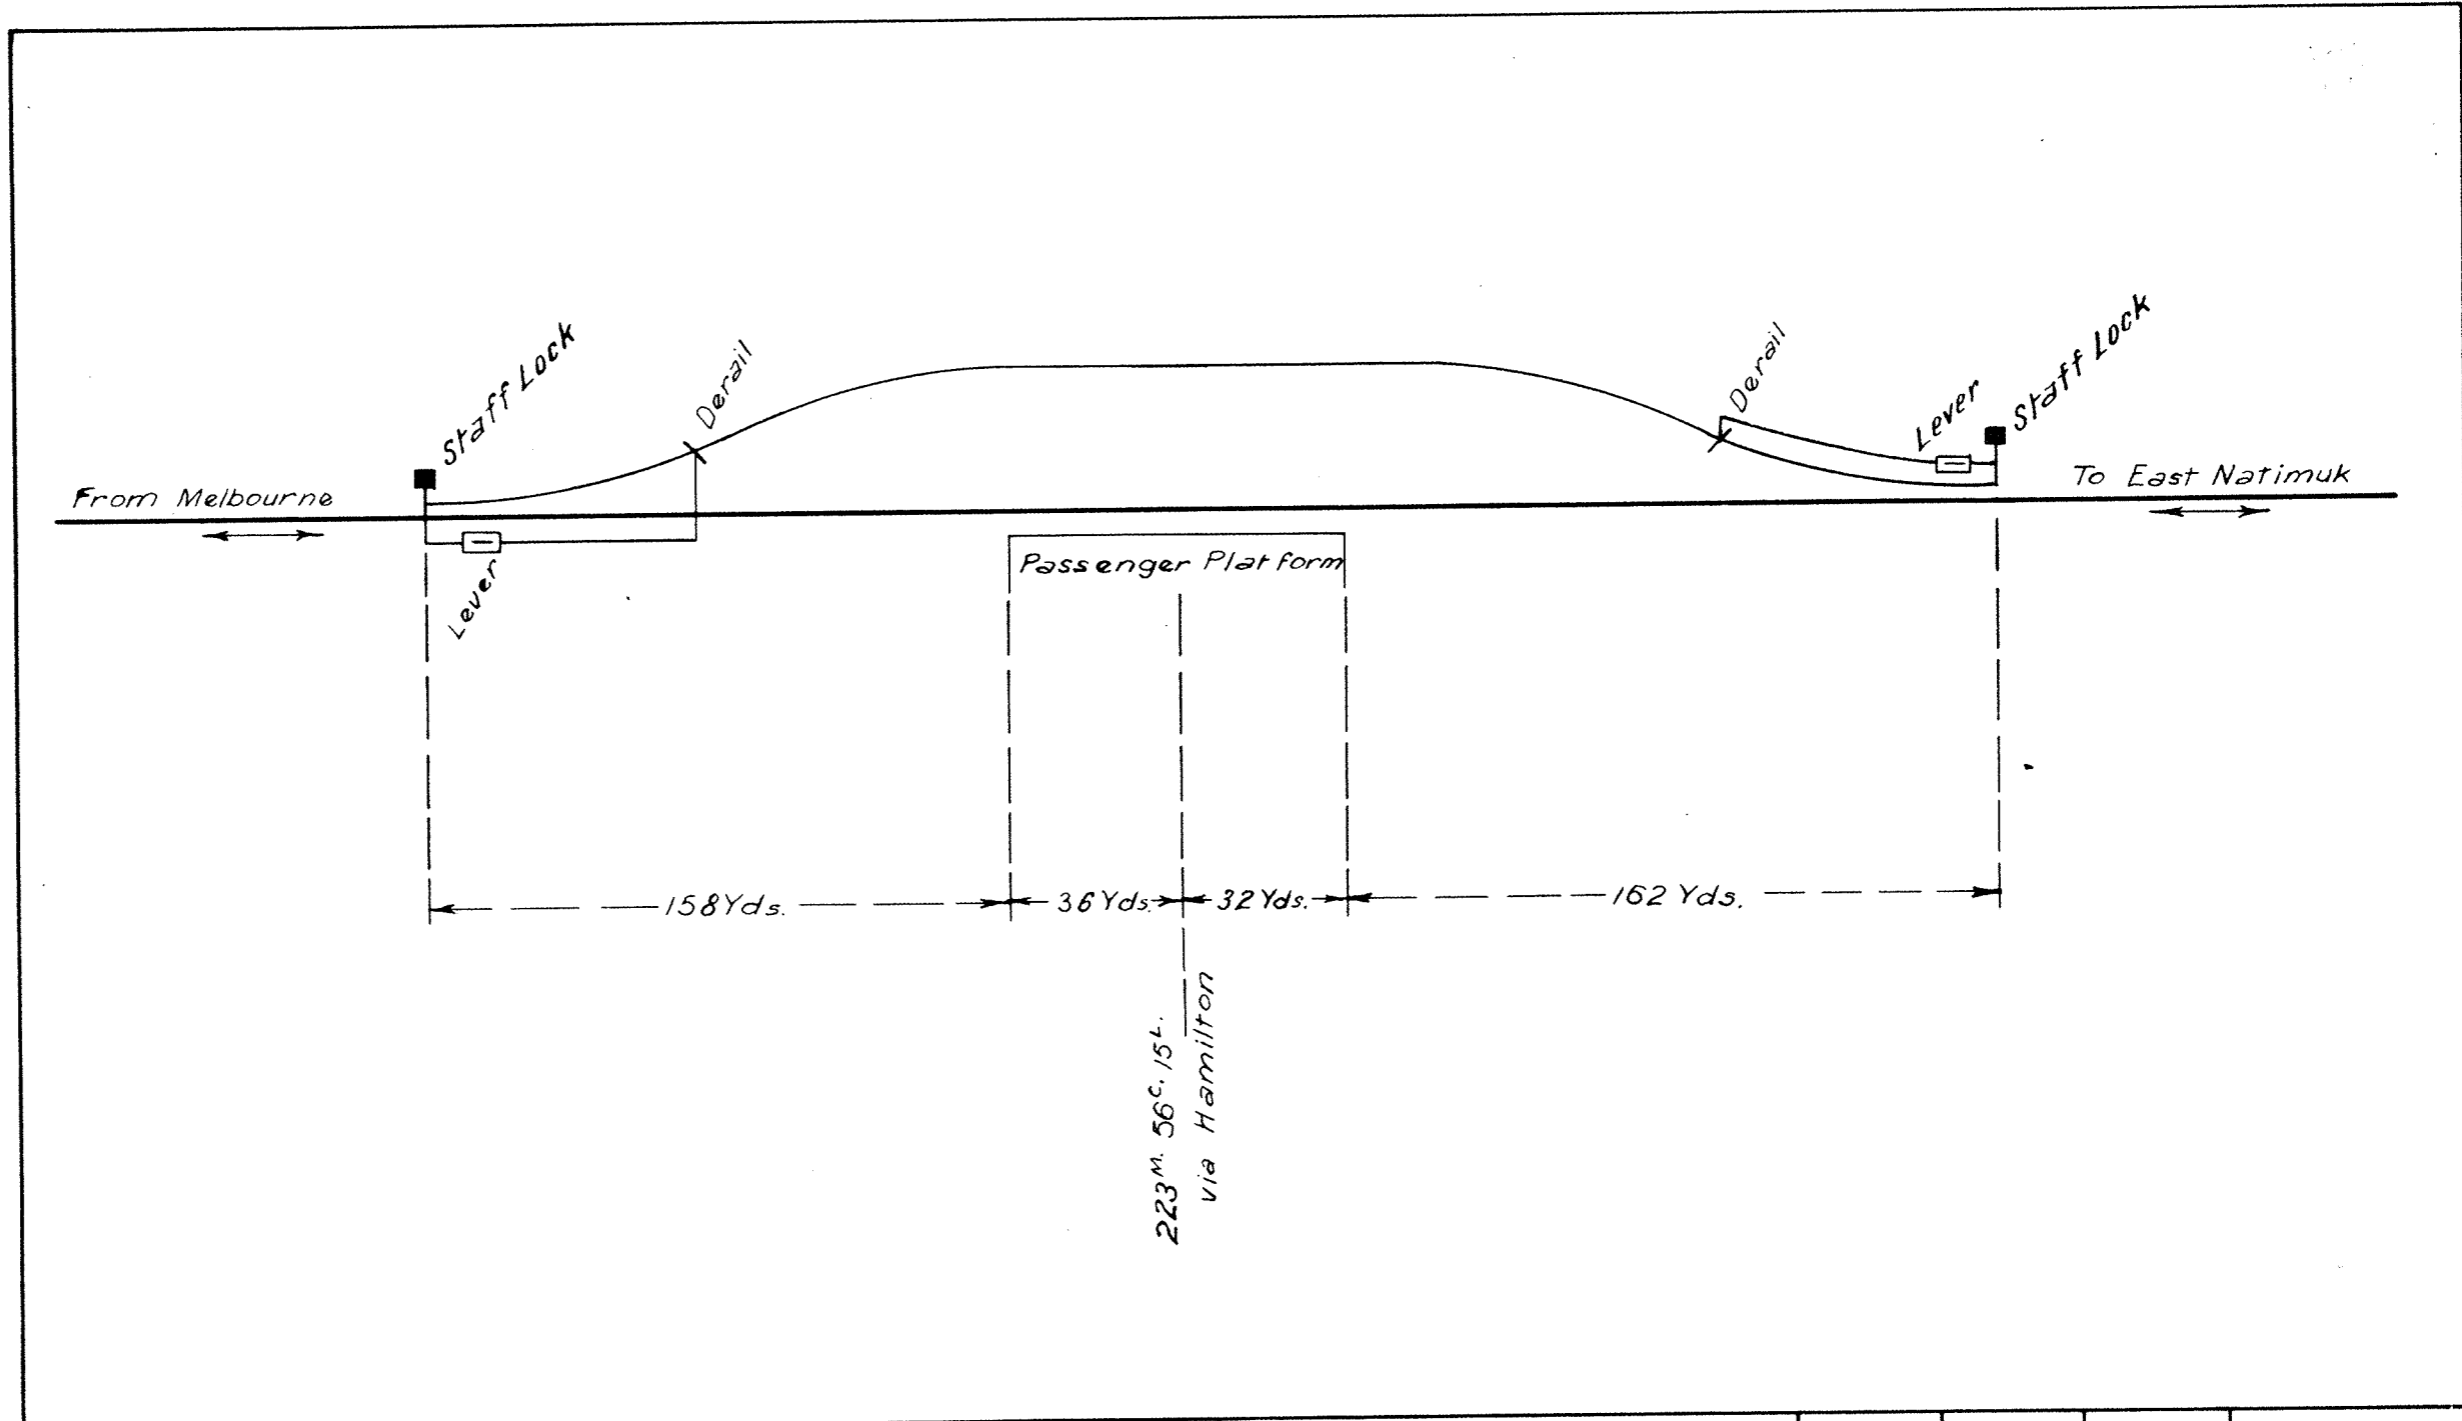 Staff Lock
Derail
Derail
Lever
Staff Lock
From Melbourne
To East Natimuk
Lever
Passenger Platform
158 Yds.
36 Yds.
32 Yds.
162 Yds.
223M. 56C. 15L.
via Hamilton